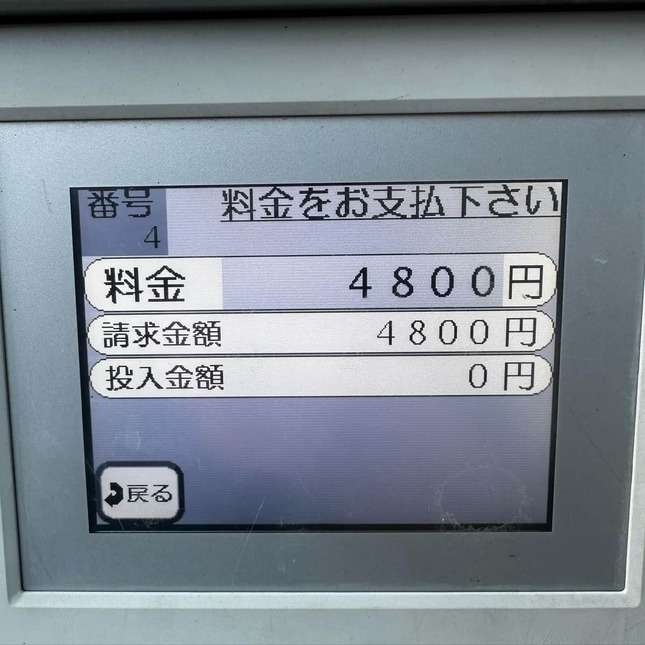 番号 料金をお支払下さい
4
料金 4800円
請求金額 4800円
投入金額 0円
戻る